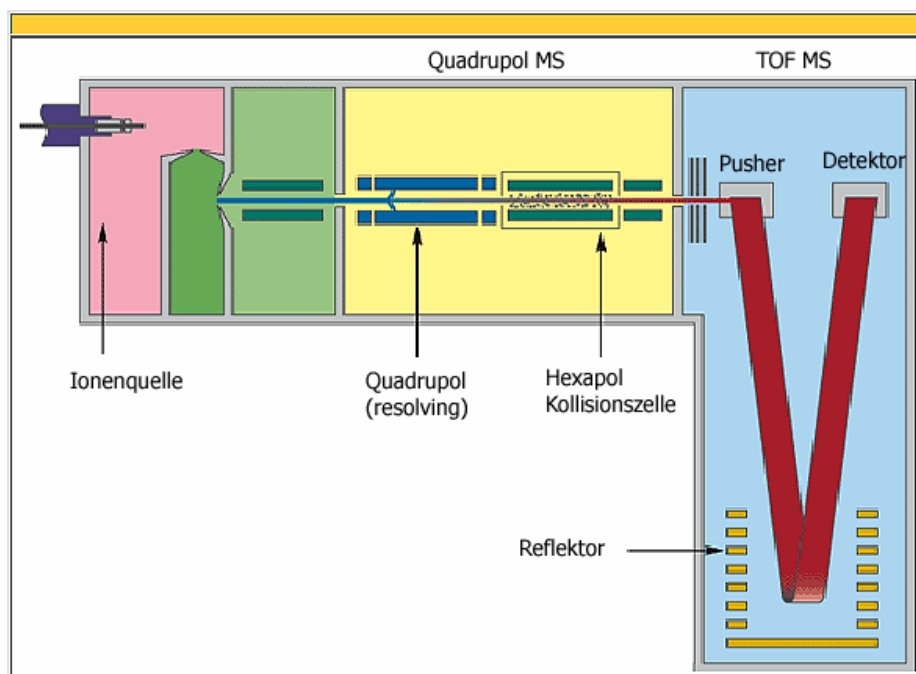 Quadrupol MS
TOF MS
Pusher
Detektor
Ionenquelle
Quadrupol
(resolving)
Hexapol
Kollisionszelle
Reflektor